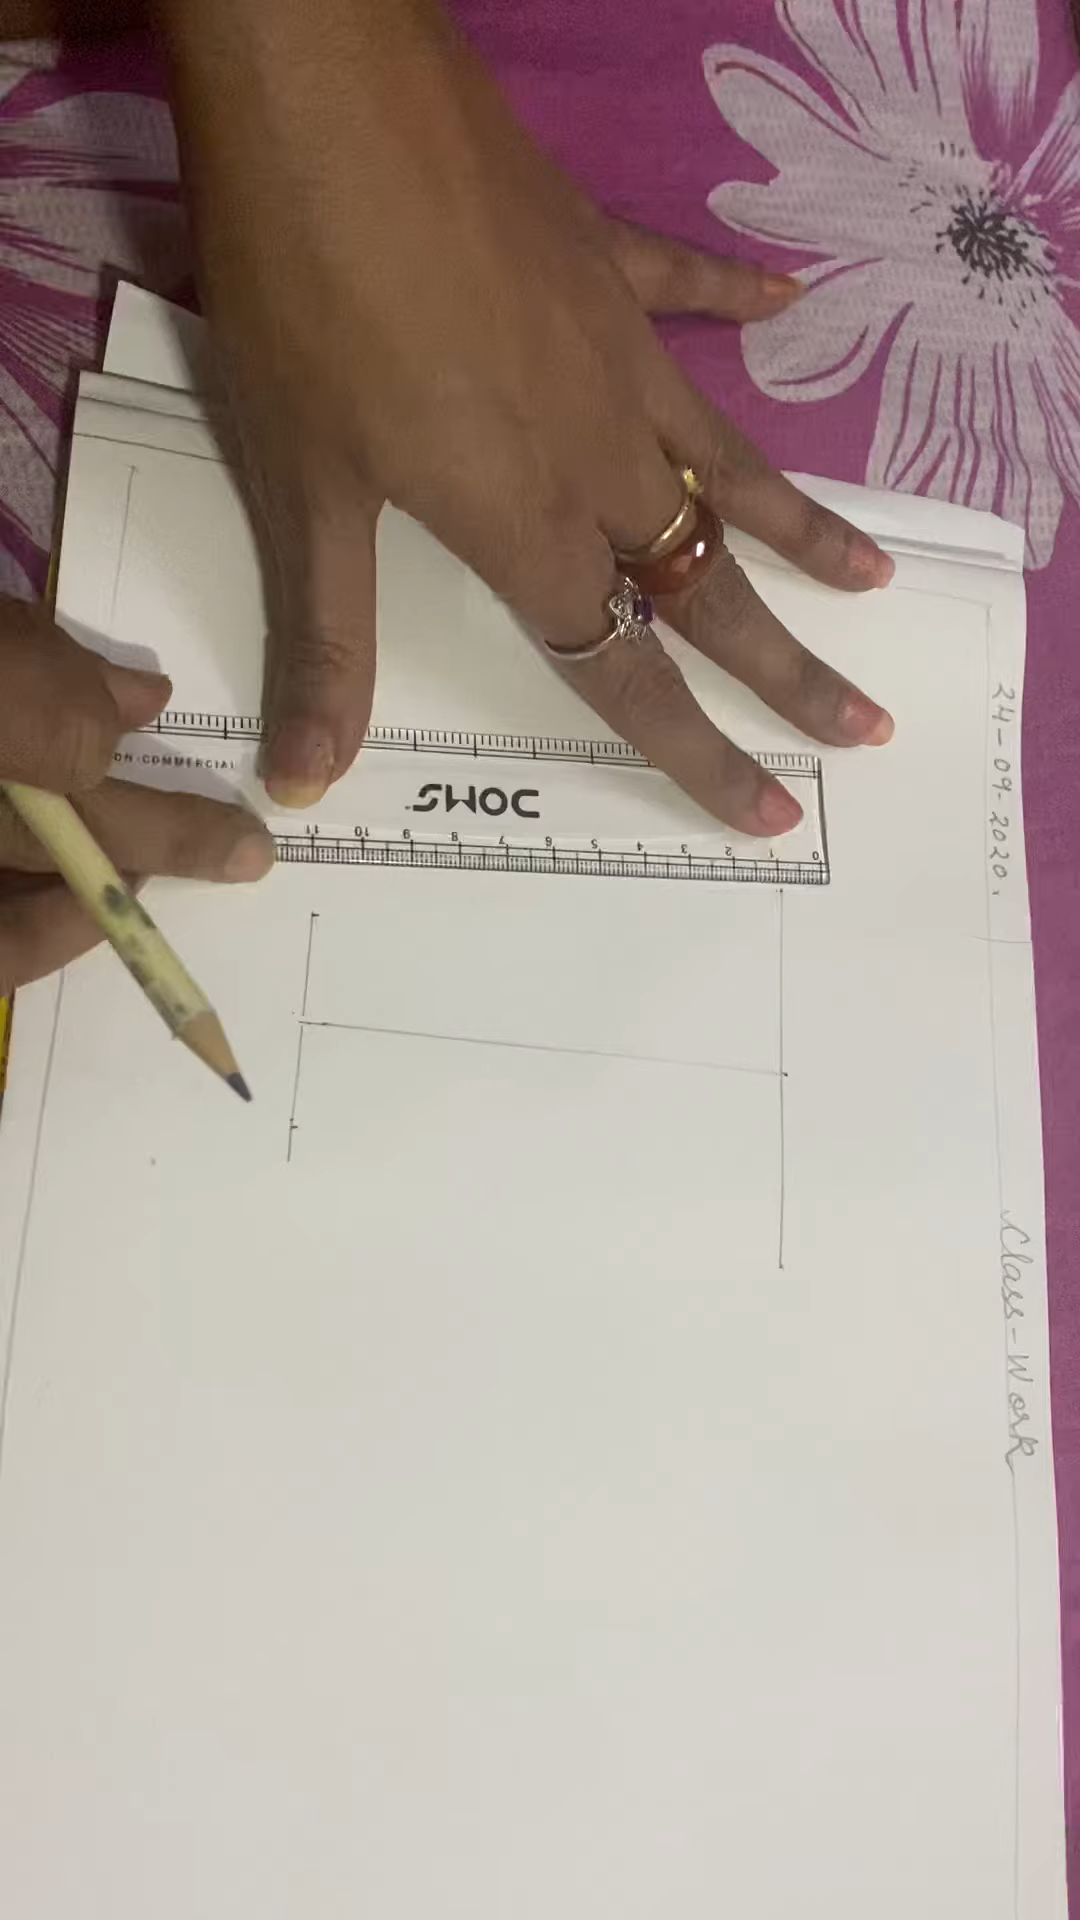 24-09-2020.
Class-Work
ON-COMMERCIAL
DOMS
0 1 2 3 4 5 6 7 8 9 10 11